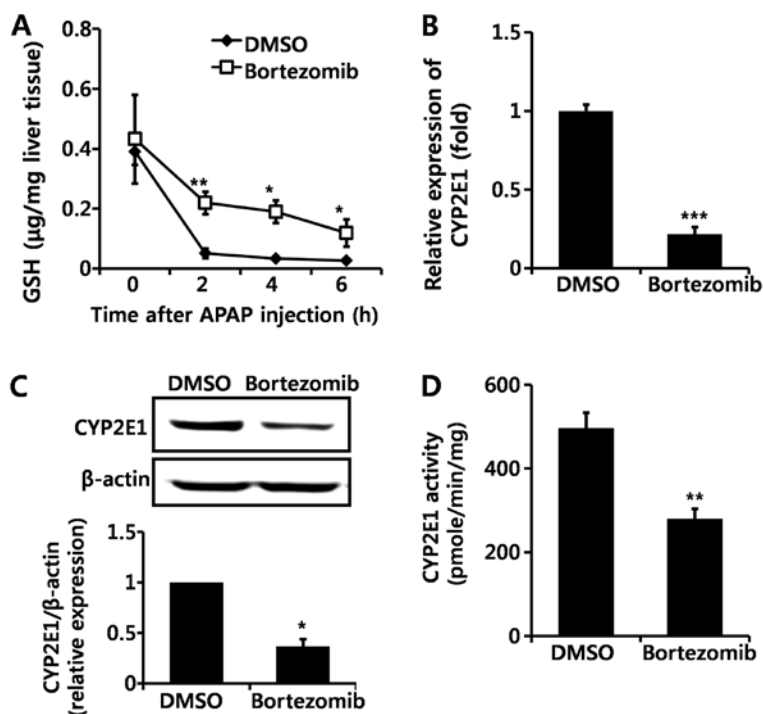 A
DMSO
Bortezomib
GSH (μg/mg liver tissue)
0.8
0.6
0.4
0.2
0
**
*
*
0 2 4 6
Time after APAP injection (h)
B
Relative expression of
CYP2E1 (fold)
1.5
1
0.5
0
***
DMSO Bortezomib
C
DMSO Bortezomib
CYP2E1
β-actin
CYP2E1/β-actin
(relative expression)
1.5
1
0.5
0
*
DMSO Bortezomib
D
CYP2E1 activity
(pmole/min/mg)
600
400
200
0
**
DMSO Bortezomib